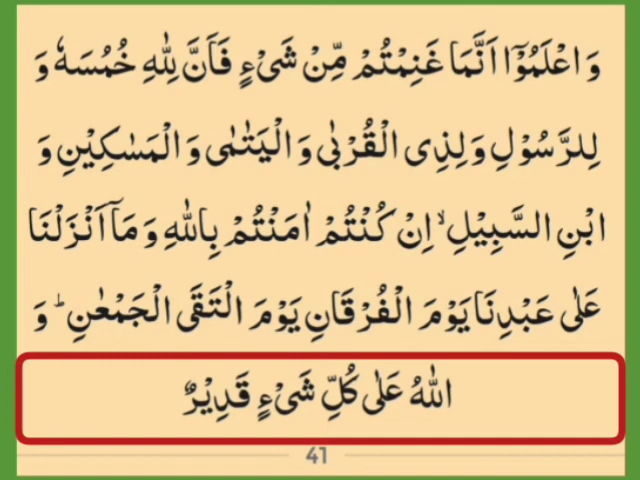 وَ اعْلَمُوْۤا اَنَّمَا غَنِمْتُمْ مِّنْ شَیْءٍ فَاَنَّ لِلّٰهِ خُمُسَهٗ وَ
لِلرَّسُوْلِ وَ لِذِی الْقُرْبٰی وَ الْیَتٰمٰی وَ الْمَسٰكِیْنِ وَ
ابْنِ السَّبِیْلِ ۙ اِنْ كُنْتُمْ اٰمَنْتُمْ بِاللّٰهِ وَ مَاۤ اَنْزَلْنَا
عَلٰی عَبْدِنَا یَوْمَ الْفُرْقَانِ یَوْمَ الْتَقَی الْجَمْعٰنِ ؕ وَ
اللّٰهُ عَلٰی كُلِّ شَیْءٍ قَدِیْرٌ
41